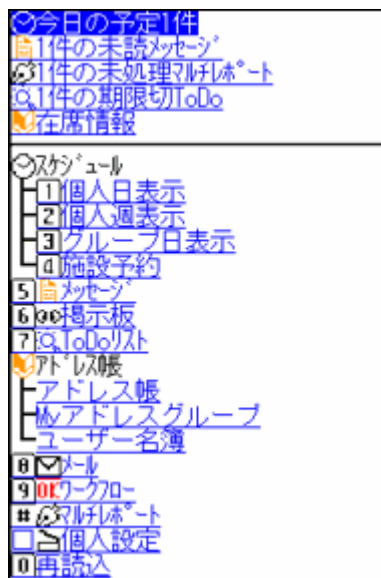 今日の予定1件
1件の未読ﾒｯｾｰｼﾞ
1件の未処理ﾏﾙﾁﾚﾎﾟｰﾄ
1件の期限切ToDo
在席情報
ｽｹｼﾞｭｰﾙ
1個人日表示
2個人週表示
3グループ日表示
4施設予約
5ﾒｯｾｰｼﾞ
6掲示板
7ToDoﾘｽﾄ
ｱﾄﾞﾚｽ帳
アドレス帳
Myアドレスグループ
ユーザー名簿
8ﾒｰﾙ
9OKﾜｰｸﾌﾛｰ
#ﾏﾙﾁﾚﾎﾟｰﾄ
個人設定
0再読込